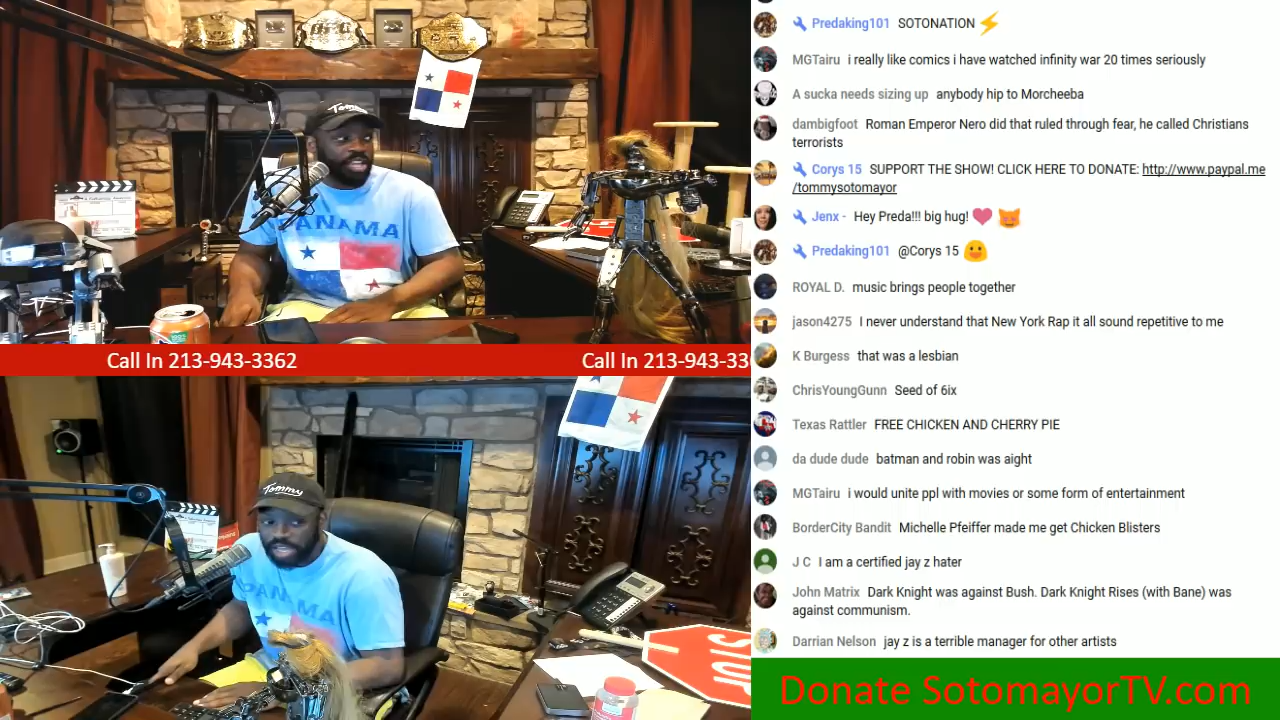 Tommy
PANAMA
Call In 213-943-3362
Call In 213-943-33
Tommy
PANAMA
STOP
Predaking101 SOTONATION
MGTairu i really like comics i have watched infinity war 20 times seriously
A sucka needs sizing up anybody hip to Morcheeba
dambigfoot Roman Emperor Nero did that ruled through fear, he called Christians
terrorists
Corys 15 SUPPORT THE SHOW! CLICK HERE TO DONATE: http://www.paypal.me
/tommysotomayor
Jenx - Hey Preda!!! big hug!
Predaking101 @Corys 15
ROYAL D. music brings people together
jason4275 I never understand that New York Rap it all sound repetitive to me
K Burgess that was a lesbian
ChrisYoungGunn Seed of 6ix
Texas Rattler FREE CHICKEN AND CHERRY PIE
da dude dude batman and robin was aight
MGTairu i would unite ppl with movies or some form of entertainment
BorderCity Bandit Michelle Pfeiffer made me get Chicken Blisters
J C I am a certified jay z hater
John Matrix Dark Knight was against Bush. Dark Knight Rises (with Bane) was
against communism.
Darrian Nelson jay z is a terrible manager for other artists
Donate SotomayorTV.com